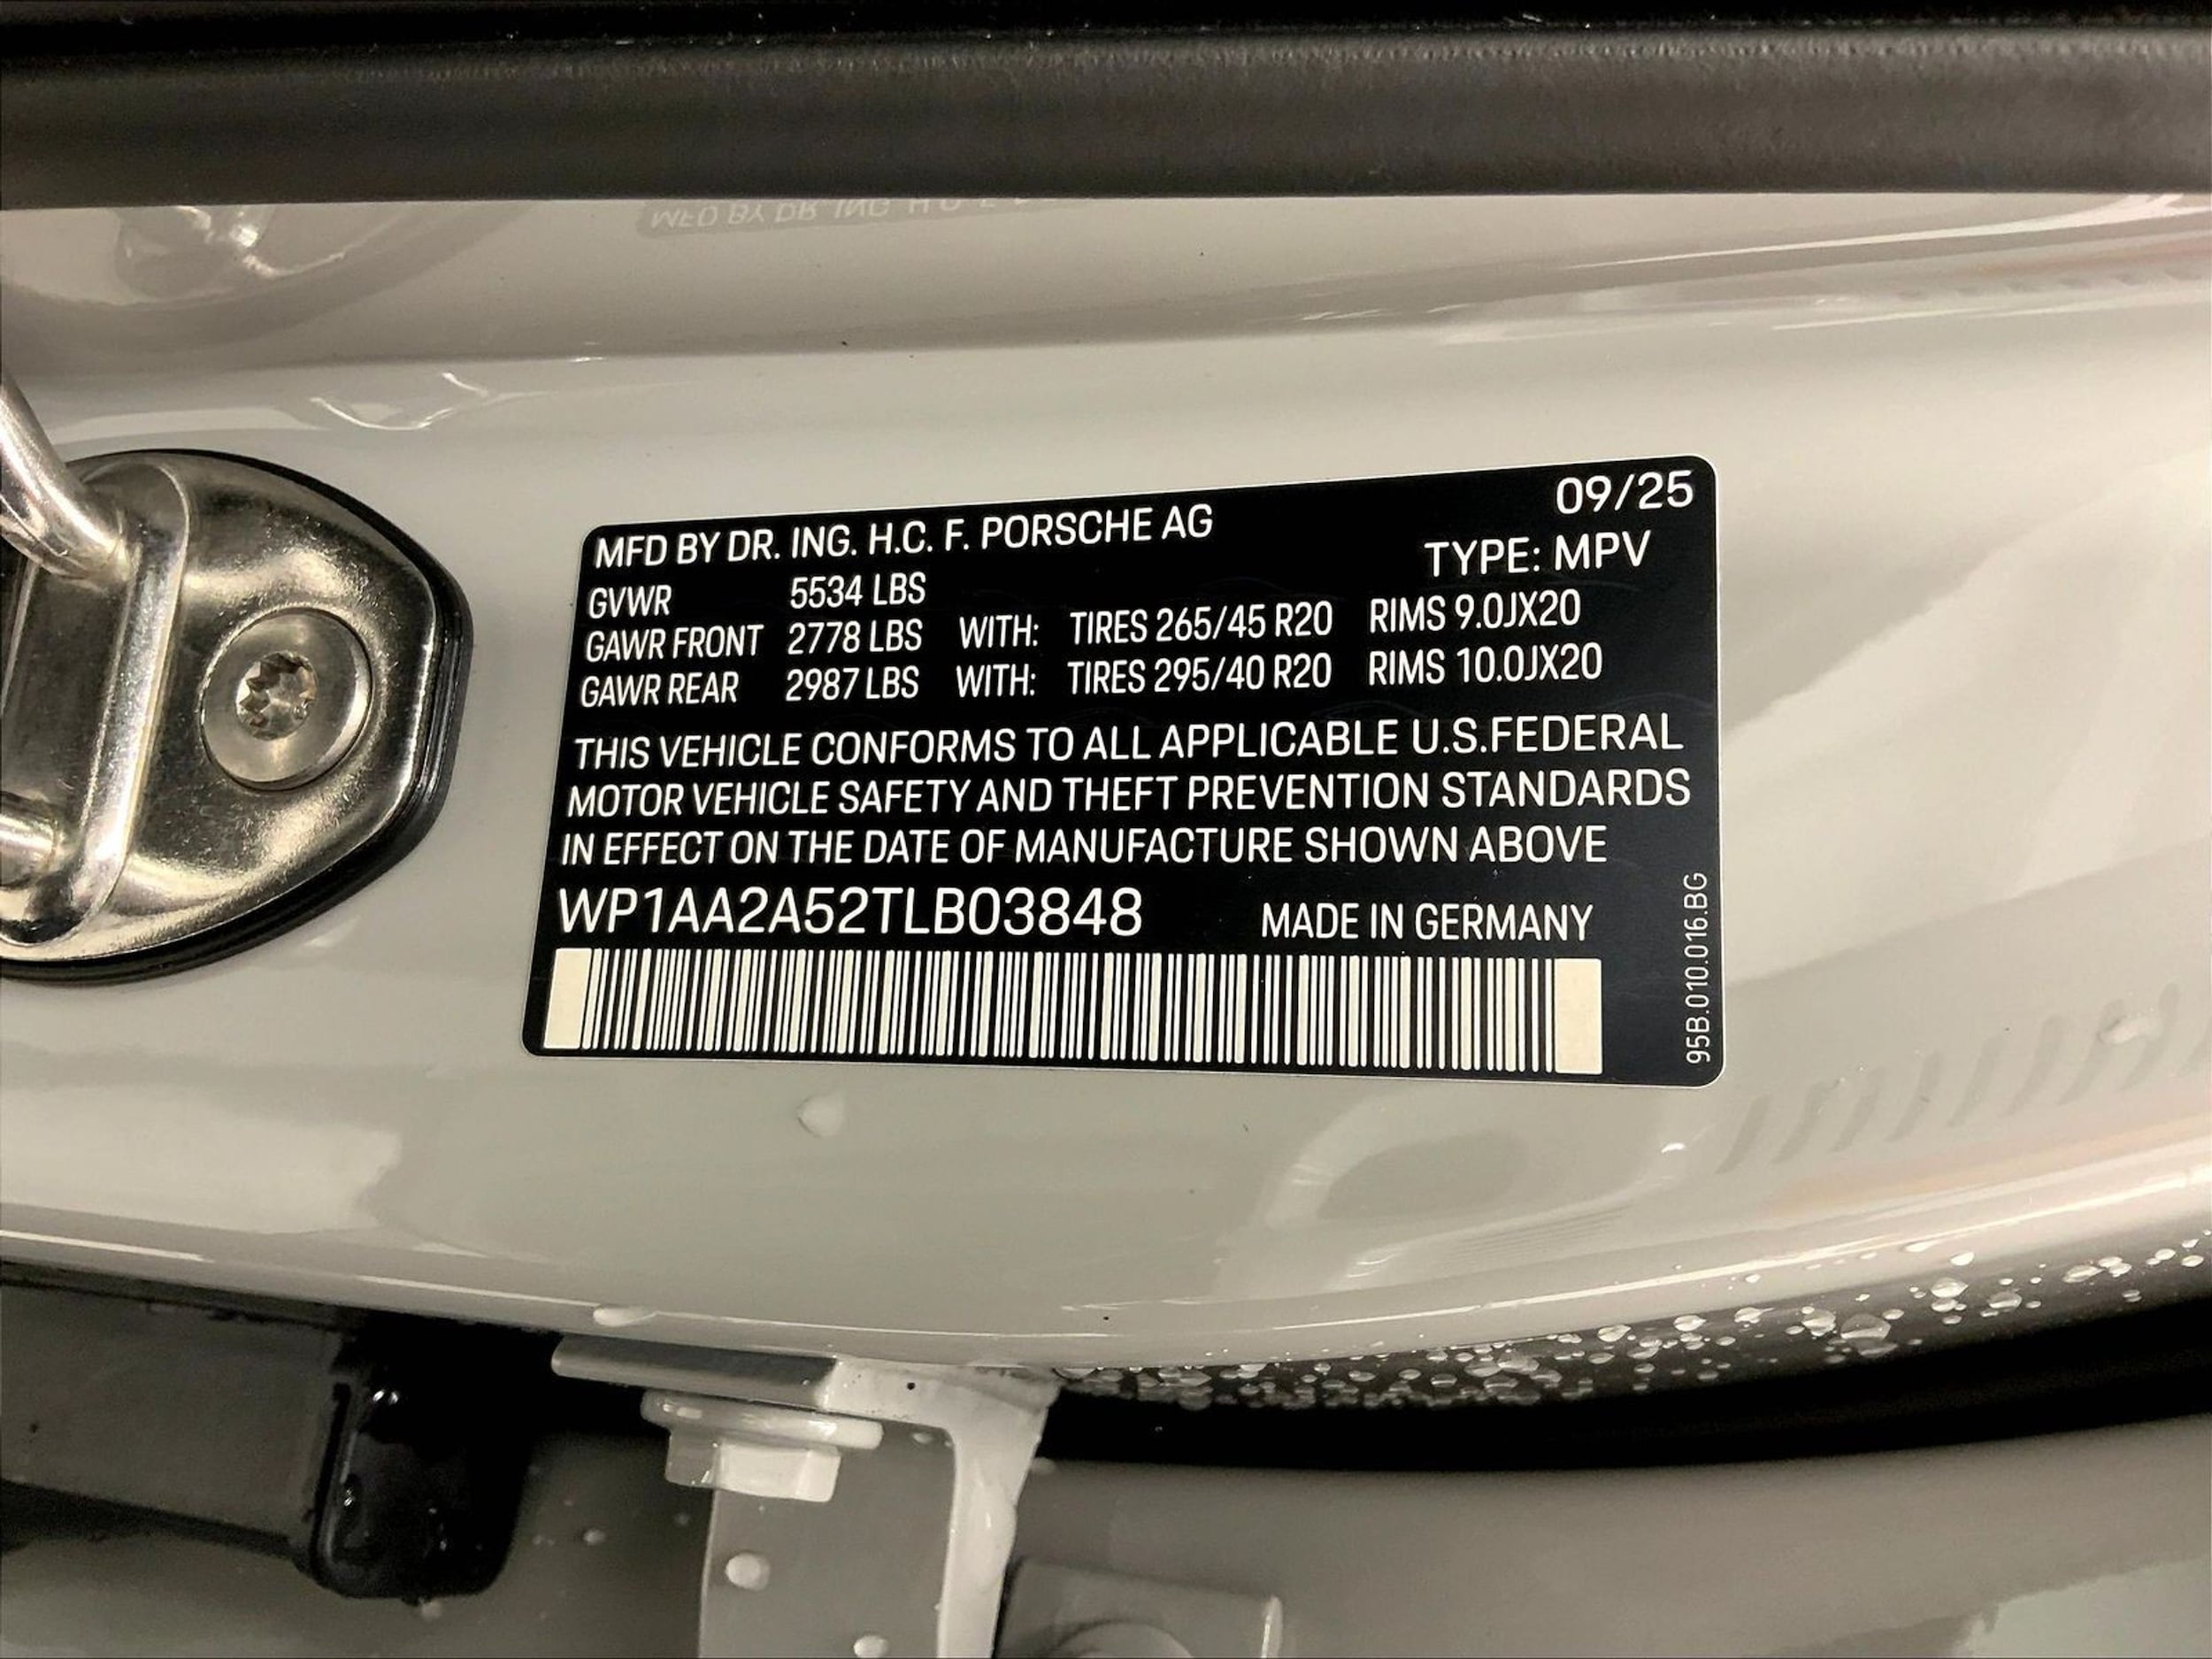 MFD BY DR. ING. H.C. F. PORSCHE AG 09/25
TYPE: MPV
GVWR 5534 LBS
GAWR FRONT 2778 LBS WITH: TIRES 265/45 R20 RIMS 9.0JX20
GAWR REAR 2987 LBS WITH: TIRES 295/40 R20 RIMS 10.0JX20
THIS VEHICLE CONFORMS TO ALL APPLICABLE U.S.FEDERAL
MOTOR VEHICLE SAFETY AND THEFT PREVENTION STANDARDS
IN EFFECT ON THE DATE OF MANUFACTURE SHOWN ABOVE
WP1AA2A52TLB03848 MADE IN GERMANY
95B.010.016.BG